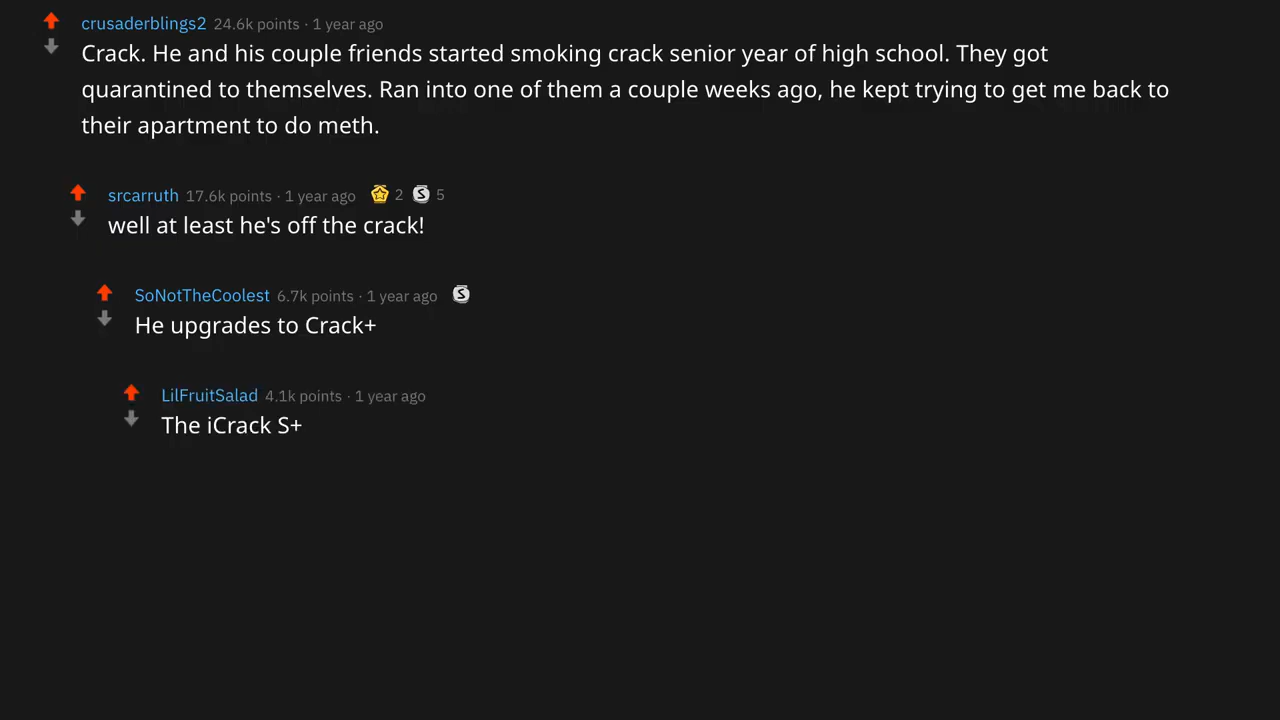 crusaderblings2 24.6k points · 1 year ago
Crack. He and his couple friends started smoking crack senior year of high school. They got
quarantined to themselves. Ran into one of them a couple weeks ago, he kept trying to get me back to
their apartment to do meth.
srcarruth 17.6k points · 1 year ago 2 S 5
well at least he's off the crack!
SoNotTheCoolest 6.7k points · 1 year ago S
He upgrades to Crack+
LilFruitSalad 4.1k points · 1 year ago
The iCrack S+